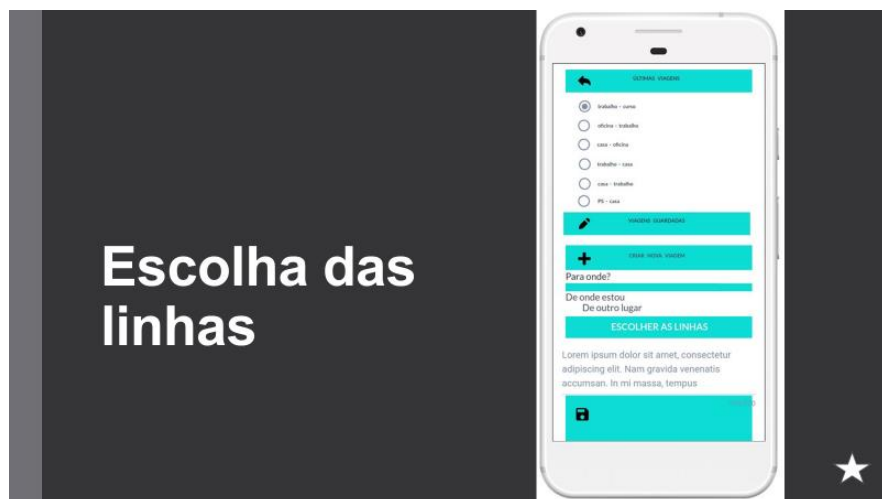 Escolha das
linhas
ÚLTIMAS VIAGENS
trabalho - curso
oficina - trabalho
casa - oficina
trabalho - casa
casa - trabalho
PS - casa
VIAGENS GUARDADAS
CRIAR NOVA VIAGEM
Para onde?
De onde estou
De outro lugar
ESCOLHER AS LINHAS
Lorem ipsum dolor sit amet, consectetur
adipiscing elit. Nam gravida venenatis
accumsan. In mi massa, tempus